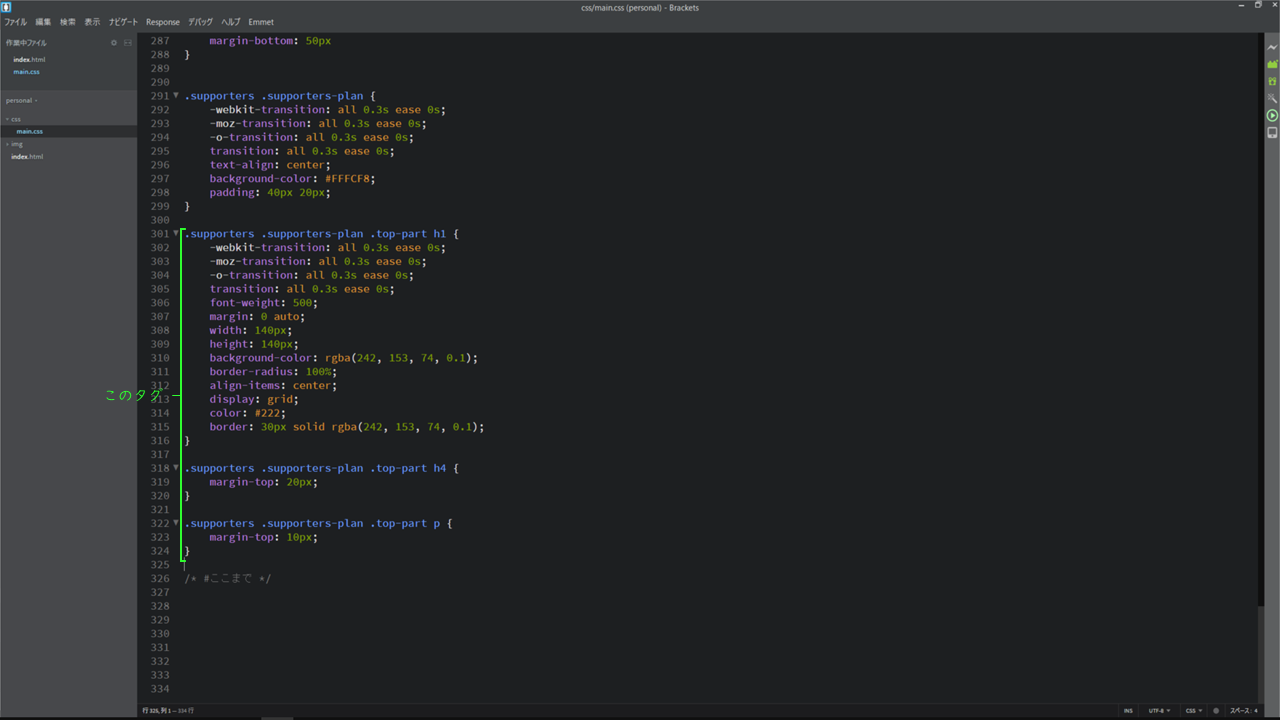 css/main.css (personal) - Brackets
ファイル 編集 検索 表示 ナビゲート Response デバッグ ヘルプ Emmet
作業中ファイル
index.html
main.css
personal
css
main.css
img
index.html
287 margin-bottom: 50px
288 }
289
290
291 .supporters .supporters-plan {
292 -webkit-transition: all 0.3s ease 0s;
293 -moz-transition: all 0.3s ease 0s;
294 -o-transition: all 0.3s ease 0s;
295 transition: all 0.3s ease 0s;
296 text-align: center;
297 background-color: #FFFCF8;
298 padding: 40px 20px;
299 }
300
301 .supporters .supporters-plan .top-part h1 {
302 -webkit-transition: all 0.3s ease 0s;
303 -moz-transition: all 0.3s ease 0s;
304 -o-transition: all 0.3s ease 0s;
305 transition: all 0.3s ease 0s;
306 font-weight: 500;
307 margin: 0 auto;
308 width: 140px;
309 height: 140px;
310 background-color: rgba(242, 153, 74, 0.1);
311 border-radius: 100%;
312 align-items: center;
このタグ
313 display: grid;
314 color: #222;
315 border: 30px solid rgba(242, 153, 74, 0.1);
316 }
317
318 .supporters .supporters-plan .top-part h4 {
319 margin-top: 20px;
320 }
321
322 .supporters .supporters-plan .top-part p {
323 margin-top: 10px;
324 }
325
326 /* #ここまで */
327
328
329
330
331
332
333
334
行 325, 列 1 — 334 行
INS UTF-8 CSS スペース: 4